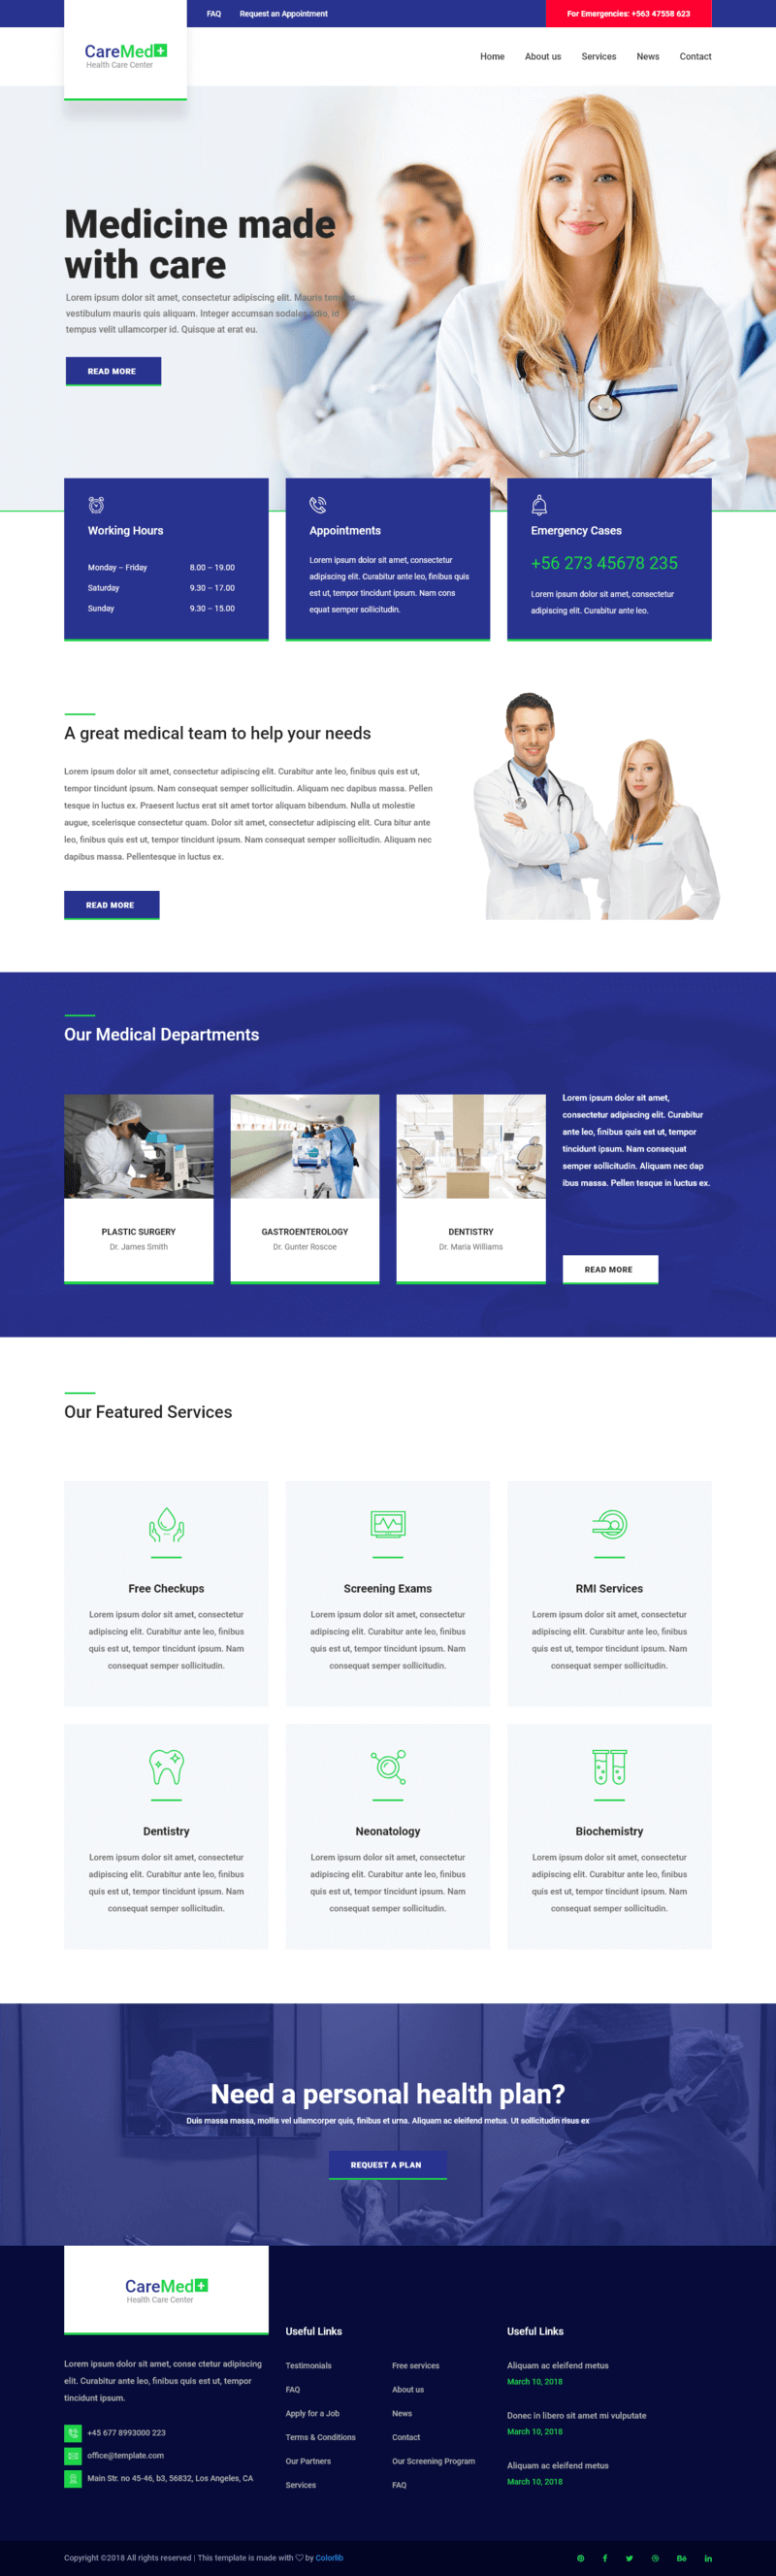 FAQ Request an Appointment For Emergencies: +563 47558 623
CareMed
Health Care Center
Home About us Services News Contact
Medicine made
with care
Lorem ipsum dolor sit amet, consectetur adipiscing elit. Mauris tempus
vestibulum mauris quis aliquam. Integer accumsan sodales odio, id
tempus velit ullamcorper id. Quisque at erat eu.
READ MORE
Working Hours
Monday – Friday 8.00 – 19.00
Saturday 9.30 – 17.00
Sunday 9.30 – 15.00
Appointments
Lorem ipsum dolor sit amet, consectetur
adipiscing elit. Curabitur ante leo, finibus quis
est ut, tempor tincidunt ipsum. Nam cons
equat semper sollicitudin.
Emergency Cases
+56 273 45678 235
Lorem ipsum dolor sit amet, consectetur
adipiscing elit. Curabitur ante leo.
A great medical team to help your needs
Lorem ipsum dolor sit amet, consectetur adipiscing elit. Curabitur ante leo, finibus quis est ut,
tempor tincidunt ipsum. Nam consequat semper sollicitudin. Aliquam nec dapibus massa. Pellen
tesque in luctus ex. Praesent luctus erat sit amet tortor aliquam bibendum. Nulla ut molestie
augue, scelerisque consectetur quam. Dolor sit amet, consectetur adipiscing elit. Cura bitur ante
leo, finibus quis est ut, tempor tincidunt ipsum. Nam consequat semper sollicitudin. Aliquam nec
dapibus massa. Pellentesque in luctus ex.
READ MORE
Our Medical Departments
PLASTIC SURGERY
Dr. James Smith
GASTROENTEROLOGY
Dr. Gunter Roscoe
DENTISTRY
Dr. Maria Williams
Lorem ipsum dolor sit amet,
consectetur adipiscing elit. Curabitur
ante leo, finibus quis est ut, tempor
tincidunt ipsum. Nam consequat
semper sollicitudin. Aliquam nec dap
ibus massa. Pellen tesque in luctus ex.
READ MORE
Our Featured Services
Free Checkups
Lorem ipsum dolor sit amet, consectetur
adipiscing elit. Curabitur ante leo, finibus
quis est ut, tempor tincidunt ipsum. Nam
consequat semper sollicitudin.
Screening Exams
Lorem ipsum dolor sit amet, consectetur
adipiscing elit. Curabitur ante leo, finibus
quis est ut, tempor tincidunt ipsum. Nam
consequat semper sollicitudin.
RMI Services
Lorem ipsum dolor sit amet, consectetur
adipiscing elit. Curabitur ante leo, finibus
quis est ut, tempor tincidunt ipsum. Nam
consequat semper sollicitudin.
Dentistry
Lorem ipsum dolor sit amet, consectetur
adipiscing elit. Curabitur ante leo, finibus
quis est ut, tempor tincidunt ipsum. Nam
consequat semper sollicitudin.
Neonatology
Lorem ipsum dolor sit amet, consectetur
adipiscing elit. Curabitur ante leo, finibus
quis est ut, tempor tincidunt ipsum. Nam
consequat semper sollicitudin.
Biochemistry
Lorem ipsum dolor sit amet, consectetur
adipiscing elit. Curabitur ante leo, finibus
quis est ut, tempor tincidunt ipsum. Nam
consequat semper sollicitudin.
Need a personal health plan?
Duis massa massa, mollis vel ullamcorper quis, finibus et urna. Aliquam ac eleifend metus. Ut sollicitudin risus ex
REQUEST A PLAN
CareMed
Health Care Center
Lorem ipsum dolor sit amet, conse ctetur adipiscing
elit. Curabitur ante leo, finibus quis est ut, tempor
tincidunt ipsum.
+45 677 8993000 223
office@template.com
Main Str. no 45-46, b3, 56832, Los Angeles, CA
Useful Links
Testimonials
FAQ
Apply for a Job
Terms & Conditions
Our Partners
Services
Free services
About us
News
Contact
Our Screening Program
FAQ
Useful Links
Aliquam ac eleifend metus
March 10, 2018
Donec in libero sit amet mi vulputate
March 10, 2018
Aliquam ac eleifend metus
March 10, 2018
Copyright ©2018 All rights reserved | This template is made with ♡ by Colorlib